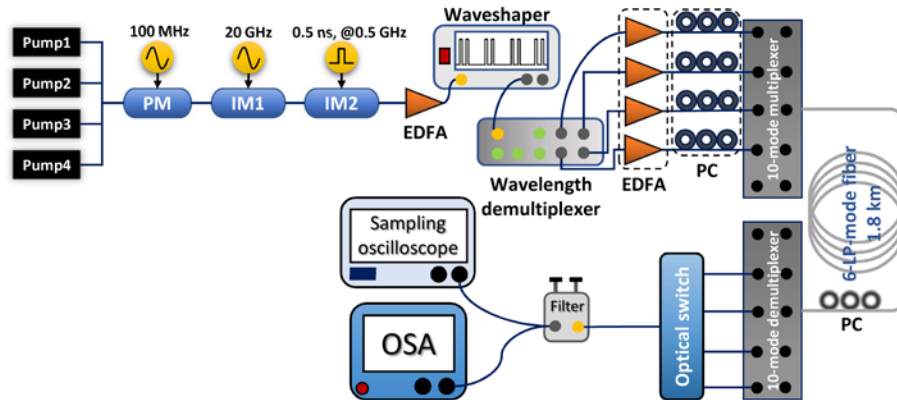 Waveshaper
Pump1
100 MHz
20 GHz
0.5 ns, @0.5 GHz
Pump2
PM
IM1
IM2
Pump3
EDFA
Pump4
Wavelength
demultiplexer
EDFA
PC
10-mode multiplexer
6-LP-mode fiber
1.8 km
Sampling
oscilloscope
Filter
Optical switch
10-mode demultiplexer
PC
OSA